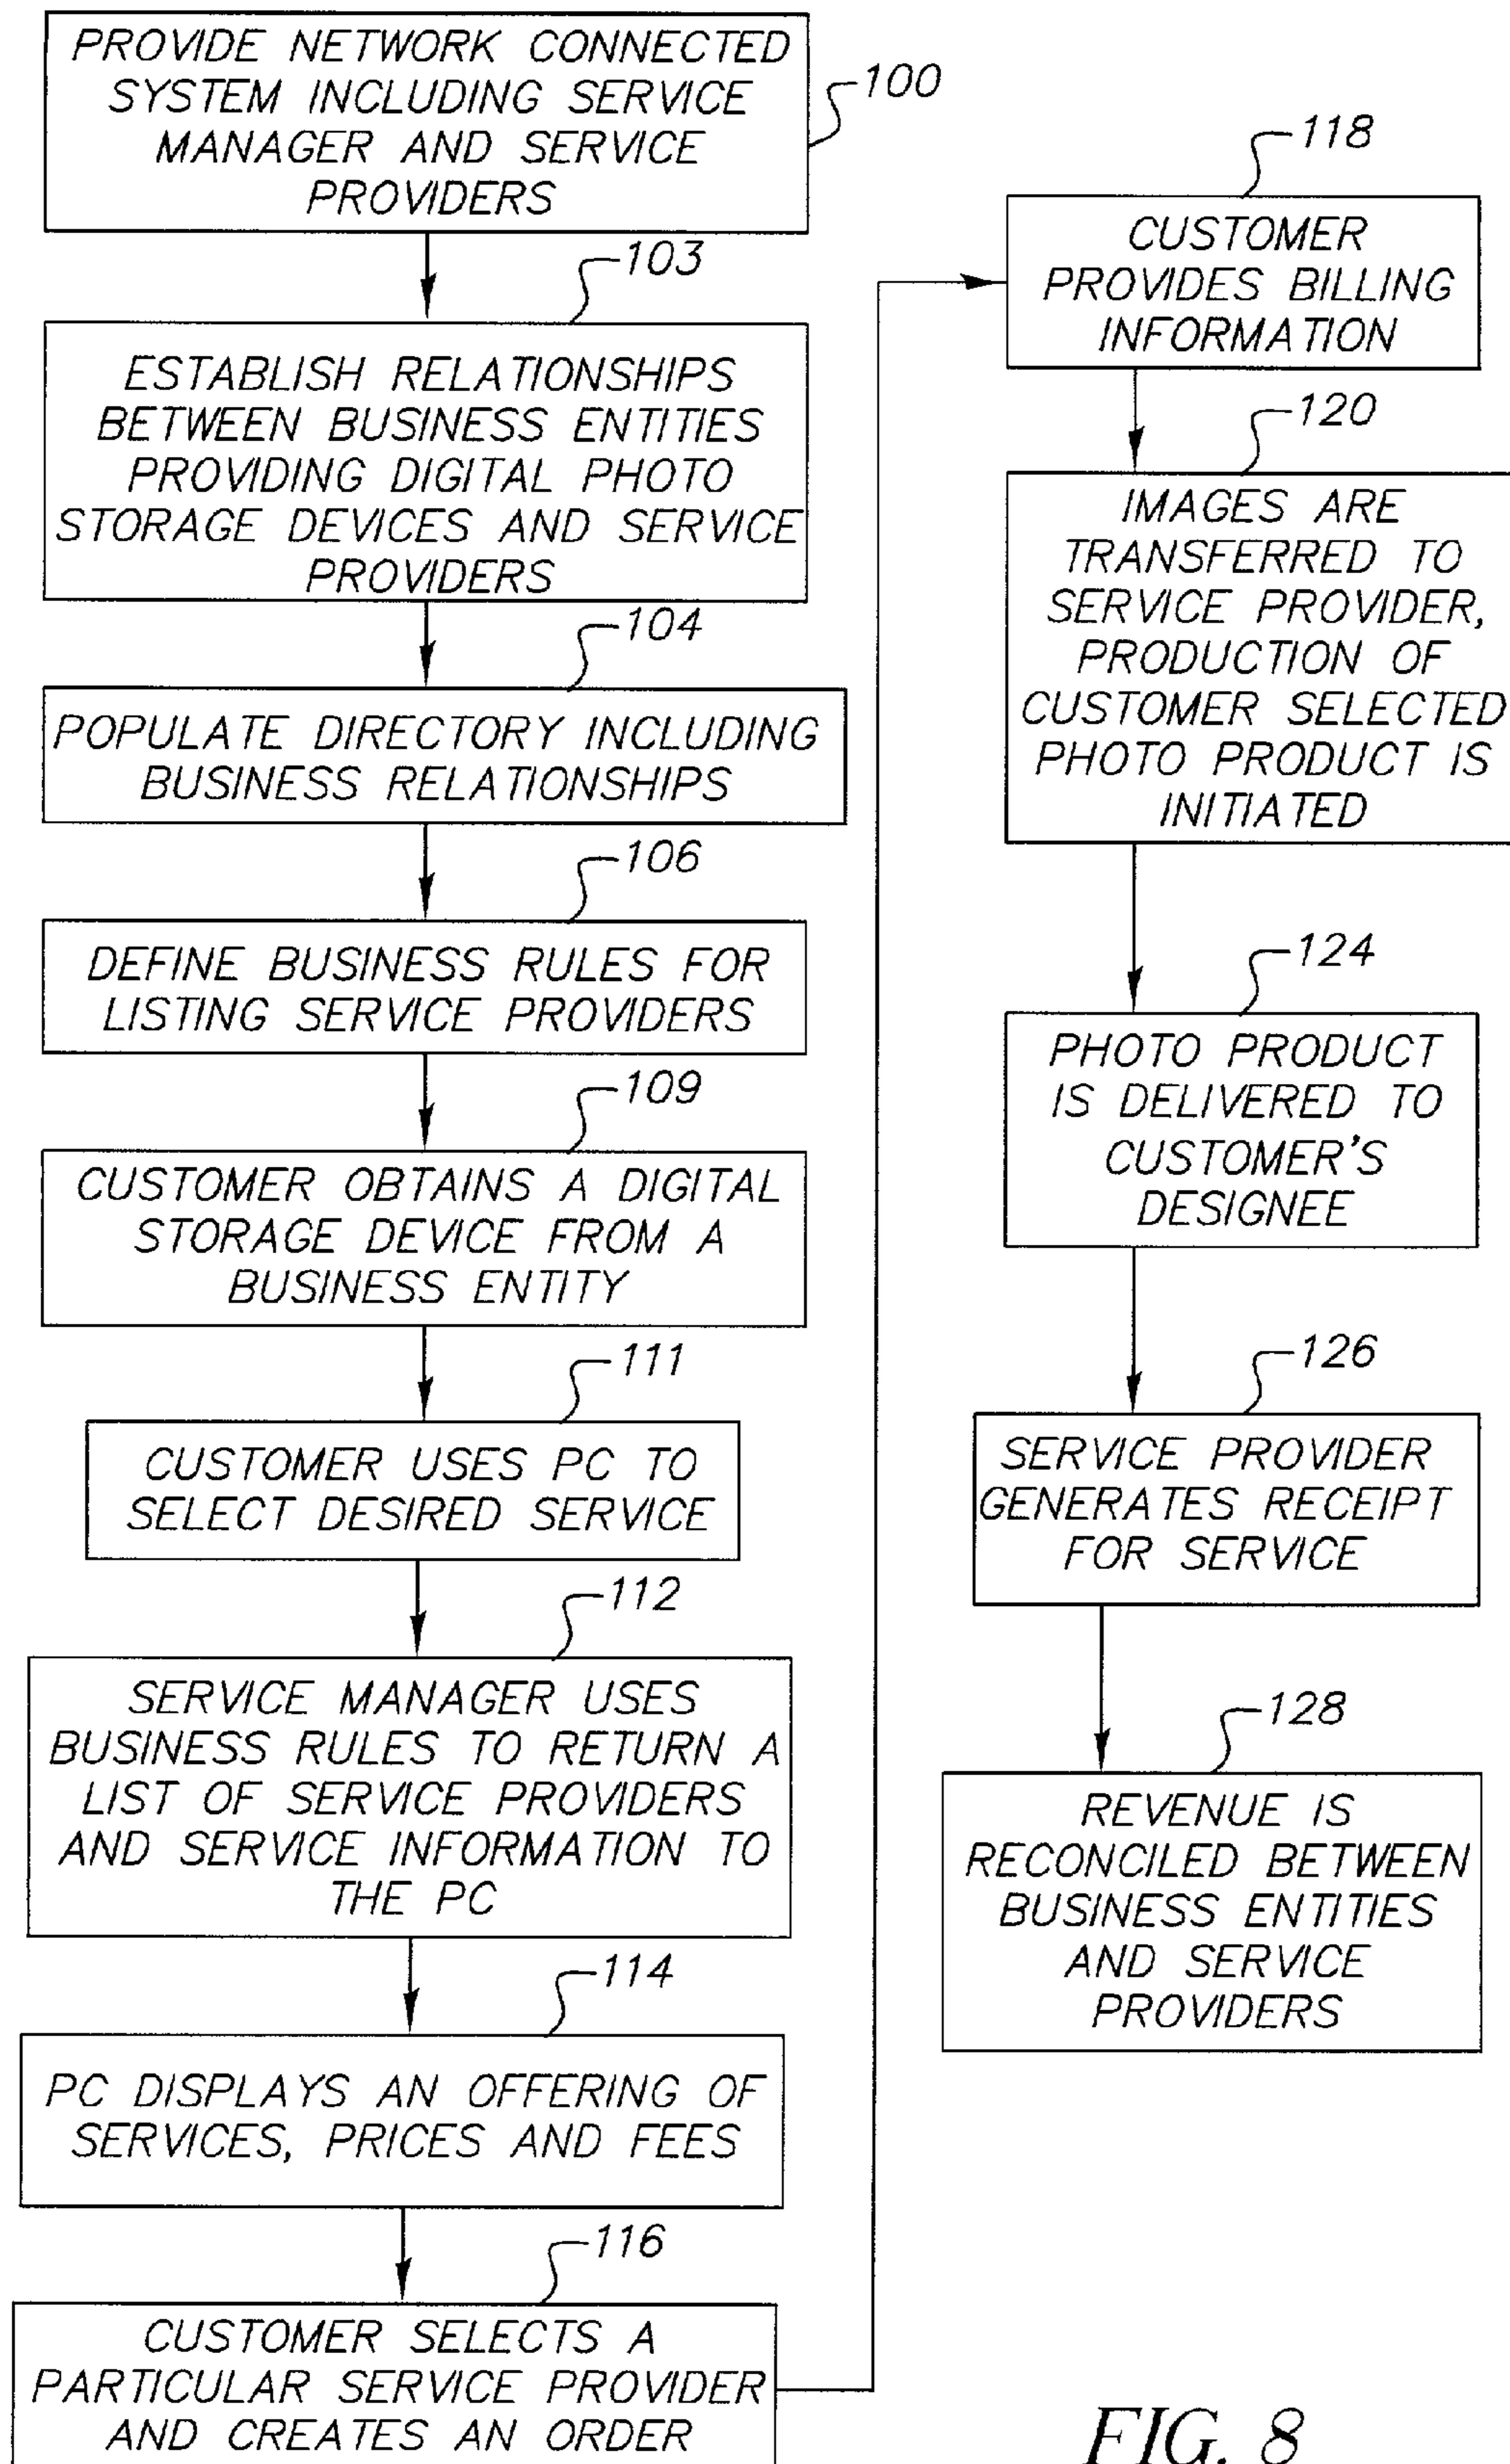 PROVIDE NETWORK CONNECTED
SYSTEM INCLUDING SERVICE
MANAGER AND SERVICE
PROVIDERS
100
103
ESTABLISH RELATIONSHIPS
BETWEEN BUSINESS ENTITIES
PROVIDING DIGITAL PHOTO
STORAGE DEVICES AND SERVICE
PROVIDERS
104
POPULATE DIRECTORY INCLUDING
BUSINESS RELATIONSHIPS
106
DEFINE BUSINESS RULES FOR
LISTING SERVICE PROVIDERS
109
CUSTOMER OBTAINS A DIGITAL
STORAGE DEVICE FROM A
BUSINESS ENTITY
111
CUSTOMER USES PC TO
SELECT DESIRED SERVICE
112
SERVICE MANAGER USES
BUSINESS RULES TO RETURN A
LIST OF SERVICE PROVIDERS
AND SERVICE INFORMATION TO
THE PC
114
PC DISPLAYS AN OFFERING OF
SERVICES, PRICES AND FEES
116
CUSTOMER SELECTS A
PARTICULAR SERVICE PROVIDER
AND CREATES AN ORDER
118
CUSTOMER
PROVIDES BILLING
INFORMATION
120
IMAGES ARE
TRANSFERRED TO
SERVICE PROVIDER,
PRODUCTION OF
CUSTOMER SELECTED
PHOTO PRODUCT IS
INITIATED
124
PHOTO PRODUCT
IS DELIVERED TO
CUSTOMER'S
DESIGNEE
126
SERVICE PROVIDER
GENERATES RECEIPT
FOR SERVICE
128
REVENUE IS
RECONCILED BETWEEN
BUSINESS ENTITIES
AND SERVICE
PROVIDERS
FIG. 8